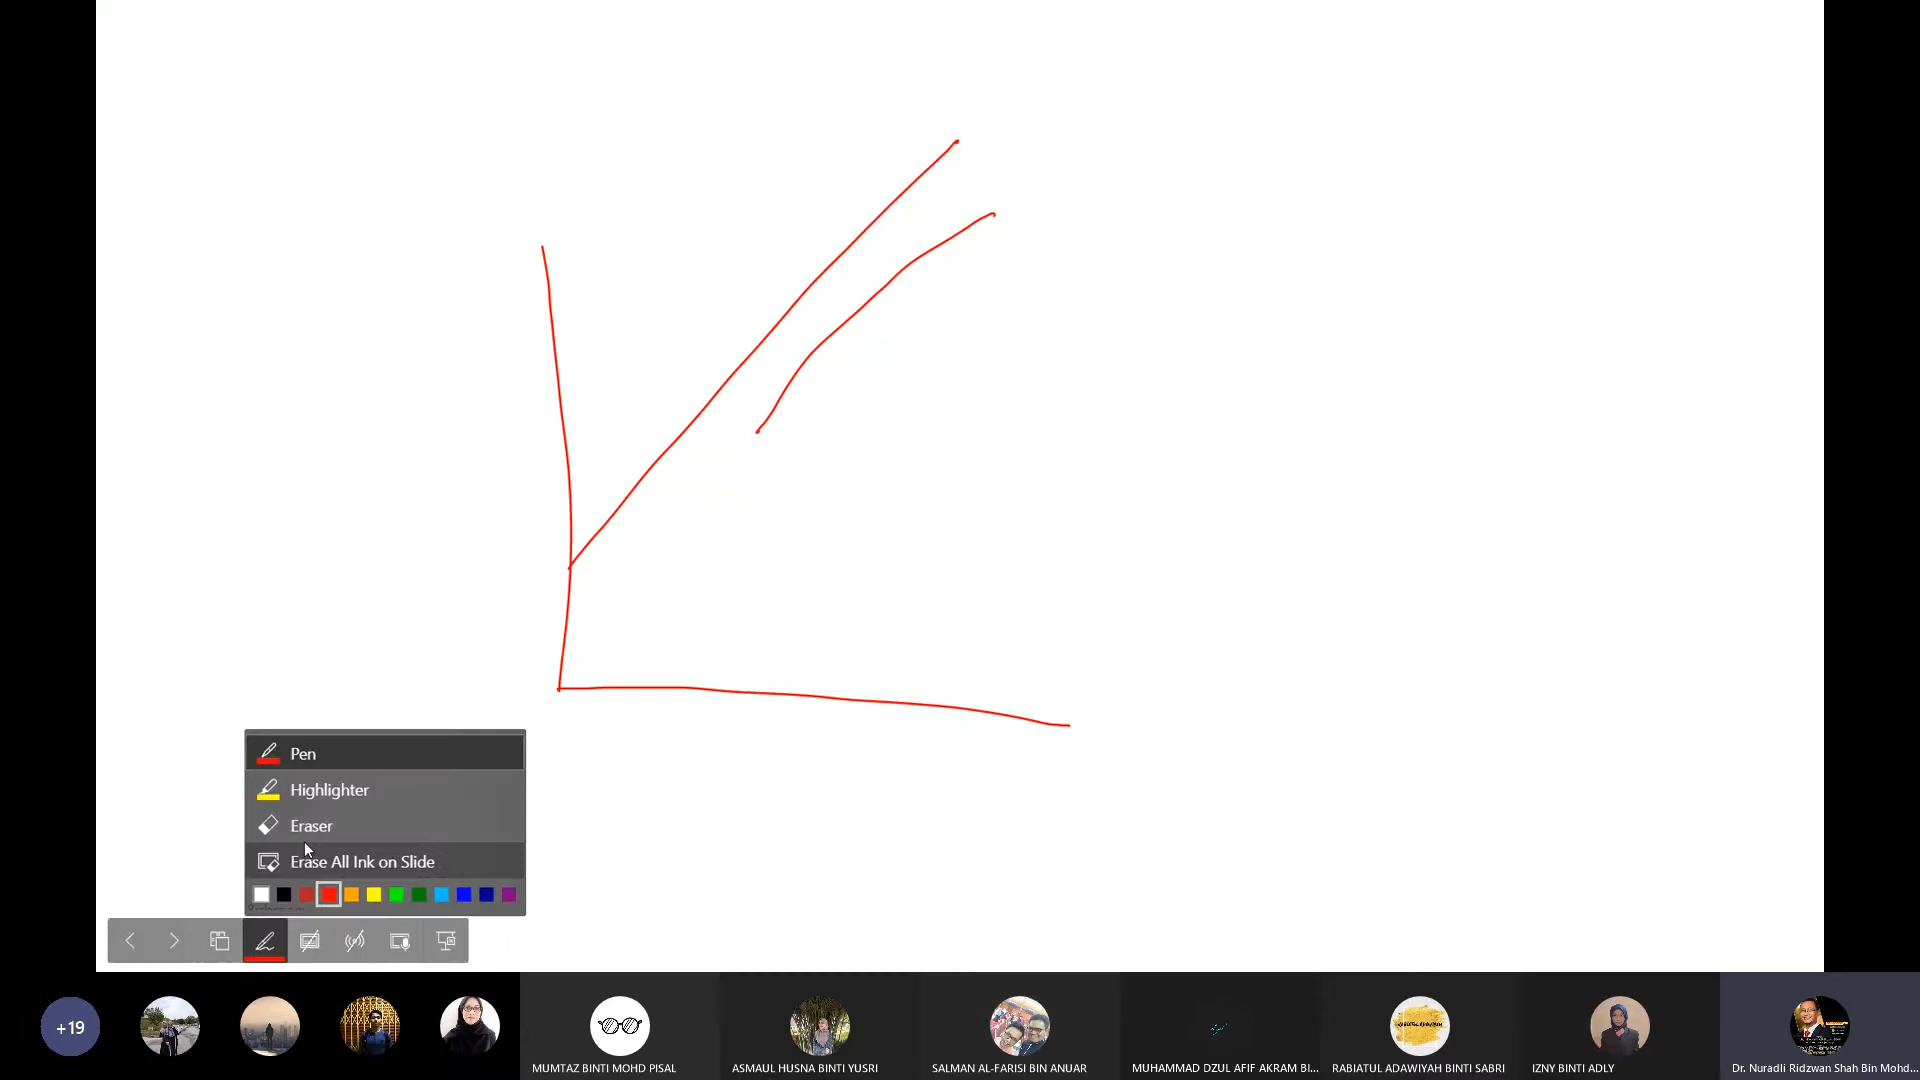 Pen
Highlighter
Eraser
Erase All Ink on Slide
+19
MUMTAZ BINTI MOHD PISAL
ASMAUL HUSNA BINTI YUSRI
SALMAN AL-FARISI BIN ANUAR
MUHAMMAD DZUL AFIF AKRAM BI...
RABIATUL ADAWIYAH BINTI SABRI
IZNY BINTI ADLY
Dr. Nuradli Ridzwan Shah Bin Mohd...